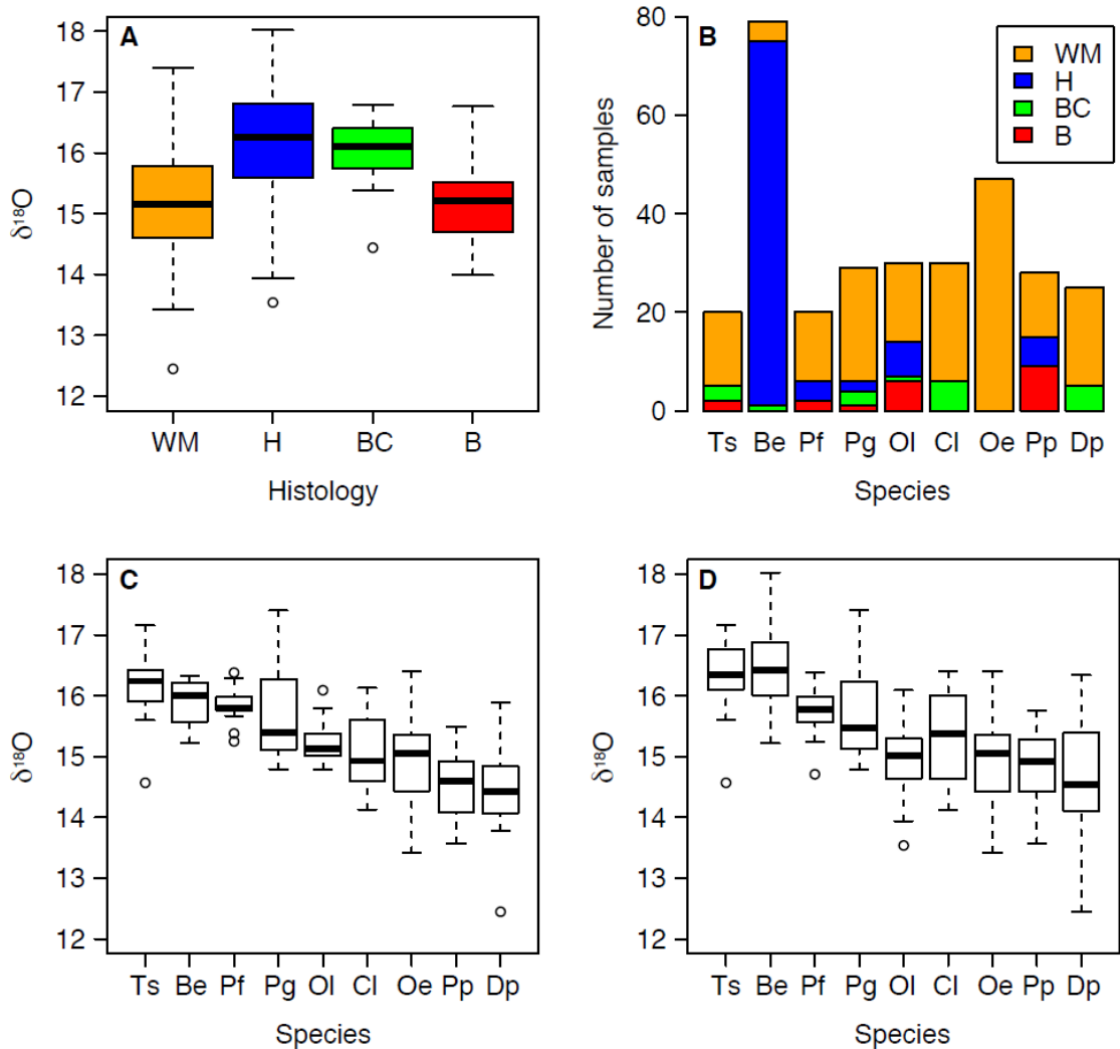 A
18
17
16
15
14
13
12
δ¹⁸O
WM H BC B
Histology
B
80
60
40
20
0
Number of samples
WM
H
BC
B
Ts Be Pf Pg Ol Cl Oe Pp Dp
Species
C
18
17
16
15
14
13
12
δ¹⁸O
Ts Be Pf Pg Ol Cl Oe Pp Dp
Species
D
18
17
16
15
14
13
12
δ¹⁸O
Ts Be Pf Pg Ol Cl Oe Pp Dp
Species